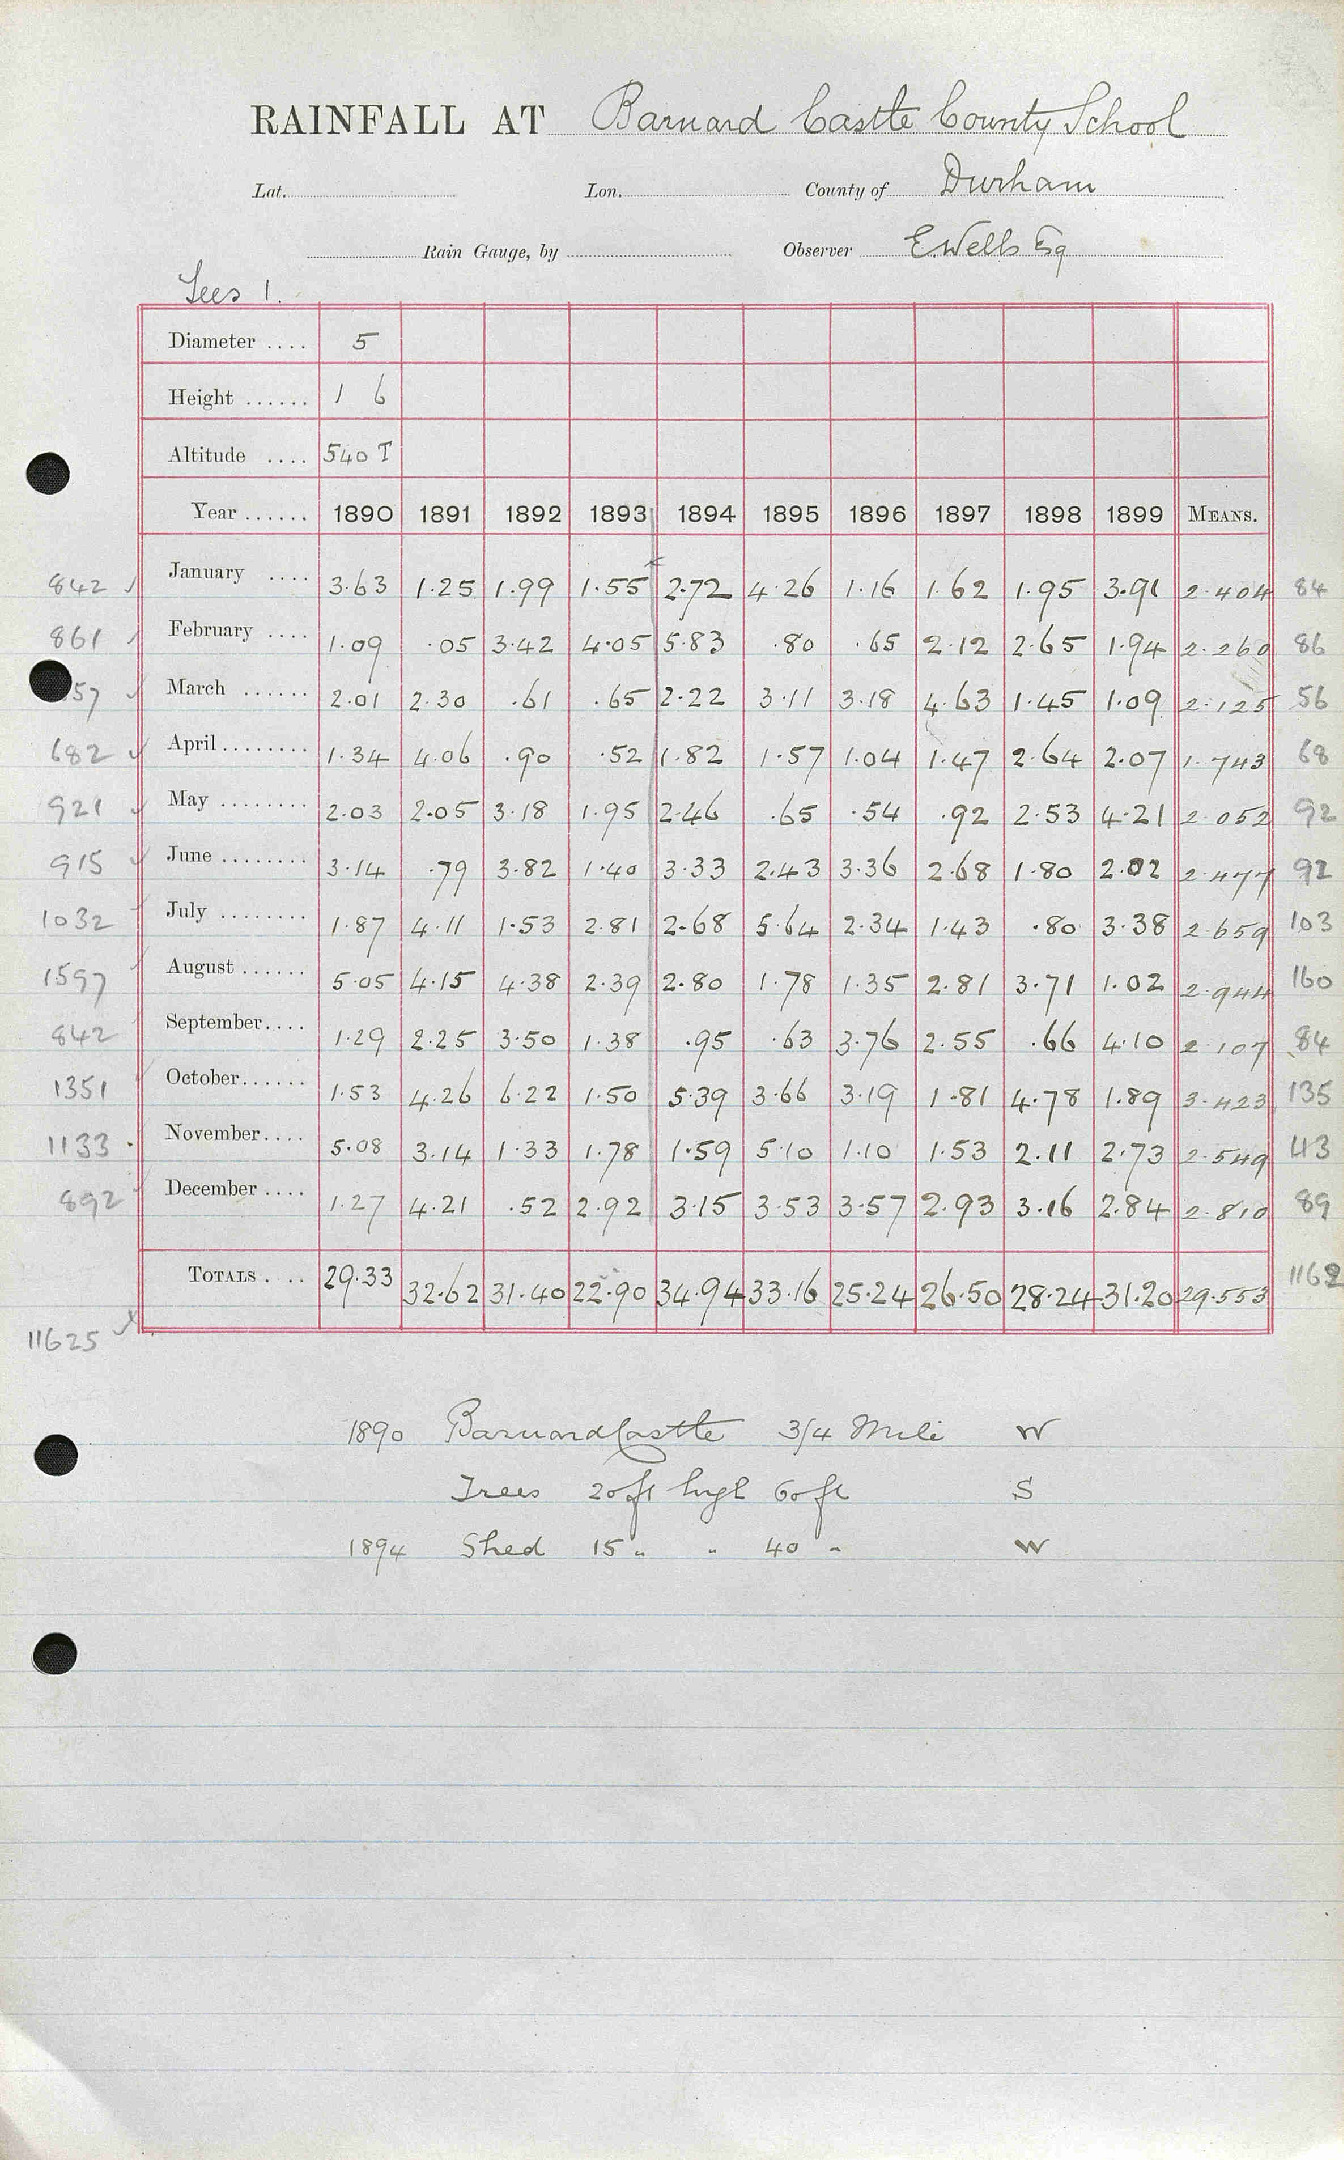 RAINFALL AT Barnard Castle County School
Lat. Lon. County of Durham
Rain Gauge, by Observer E. Wells Esq
Tees 1.
Diameter .... 5
Height ...... 1 6
Altitude .... 540 T
Year ...... 1890 1891 1892 1893 1894 1895 1896 1897 1898 1899 MEANS.
842 January .... 3.63 1.25 1.99 1.55 2.72 4.26 1.16 1.62 1.95 3.91 2.404 84
861 February .... 1.09 .05 3.42 4.05 5.83 .80 .65 2.12 2.65 1.94 2.260 86
57 March ...... 2.01 2.30 .61 .65 2.22 3.11 3.18 4.63 1.45 1.09 2.125 56
682 April ........ 1.34 4.06 .90 .52 1.82 1.57 1.04 1.47 2.64 2.07 1.743 68
921 May ........ 2.03 2.05 3.18 1.95 2.46 .65 .54 .92 2.53 4.21 2.052 92
915 June ........ 3.14 .79 3.82 1.40 3.33 2.43 3.36 2.68 1.80 2.02 2.477 92
1032 July ........ 1.87 4.11 1.53 2.81 2.68 5.64 2.34 1.43 .80 3.38 2.659 103
1597 August ...... 5.05 4.15 4.38 2.39 2.80 1.78 1.35 2.81 3.71 1.02 2.944 160
842 September.... 1.29 2.25 3.50 1.38 .95 .63 3.76 2.55 .66 4.10 2.107 84
1351 October...... 1.53 4.26 6.22 1.50 5.39 3.66 3.19 1.81 4.78 1.89 3.423 135
1133 November.... 5.08 3.14 1.33 1.78 1.59 5.10 1.10 1.53 2.11 2.73 2.549 113
892 December .... 1.27 4.21 .52 2.92 3.15 3.53 3.57 2.93 3.16 2.84 2.810 89
TOTALS .... 29.33 32.62 31.40 22.90 34.94 33.16 25.24 26.50 28.24 31.20 29.553 1162
11625
1890 Barnard Castle 3/4 Mile W
Trees 20 ft high 60 ft S
1894 Shed 15 " " 40 " W